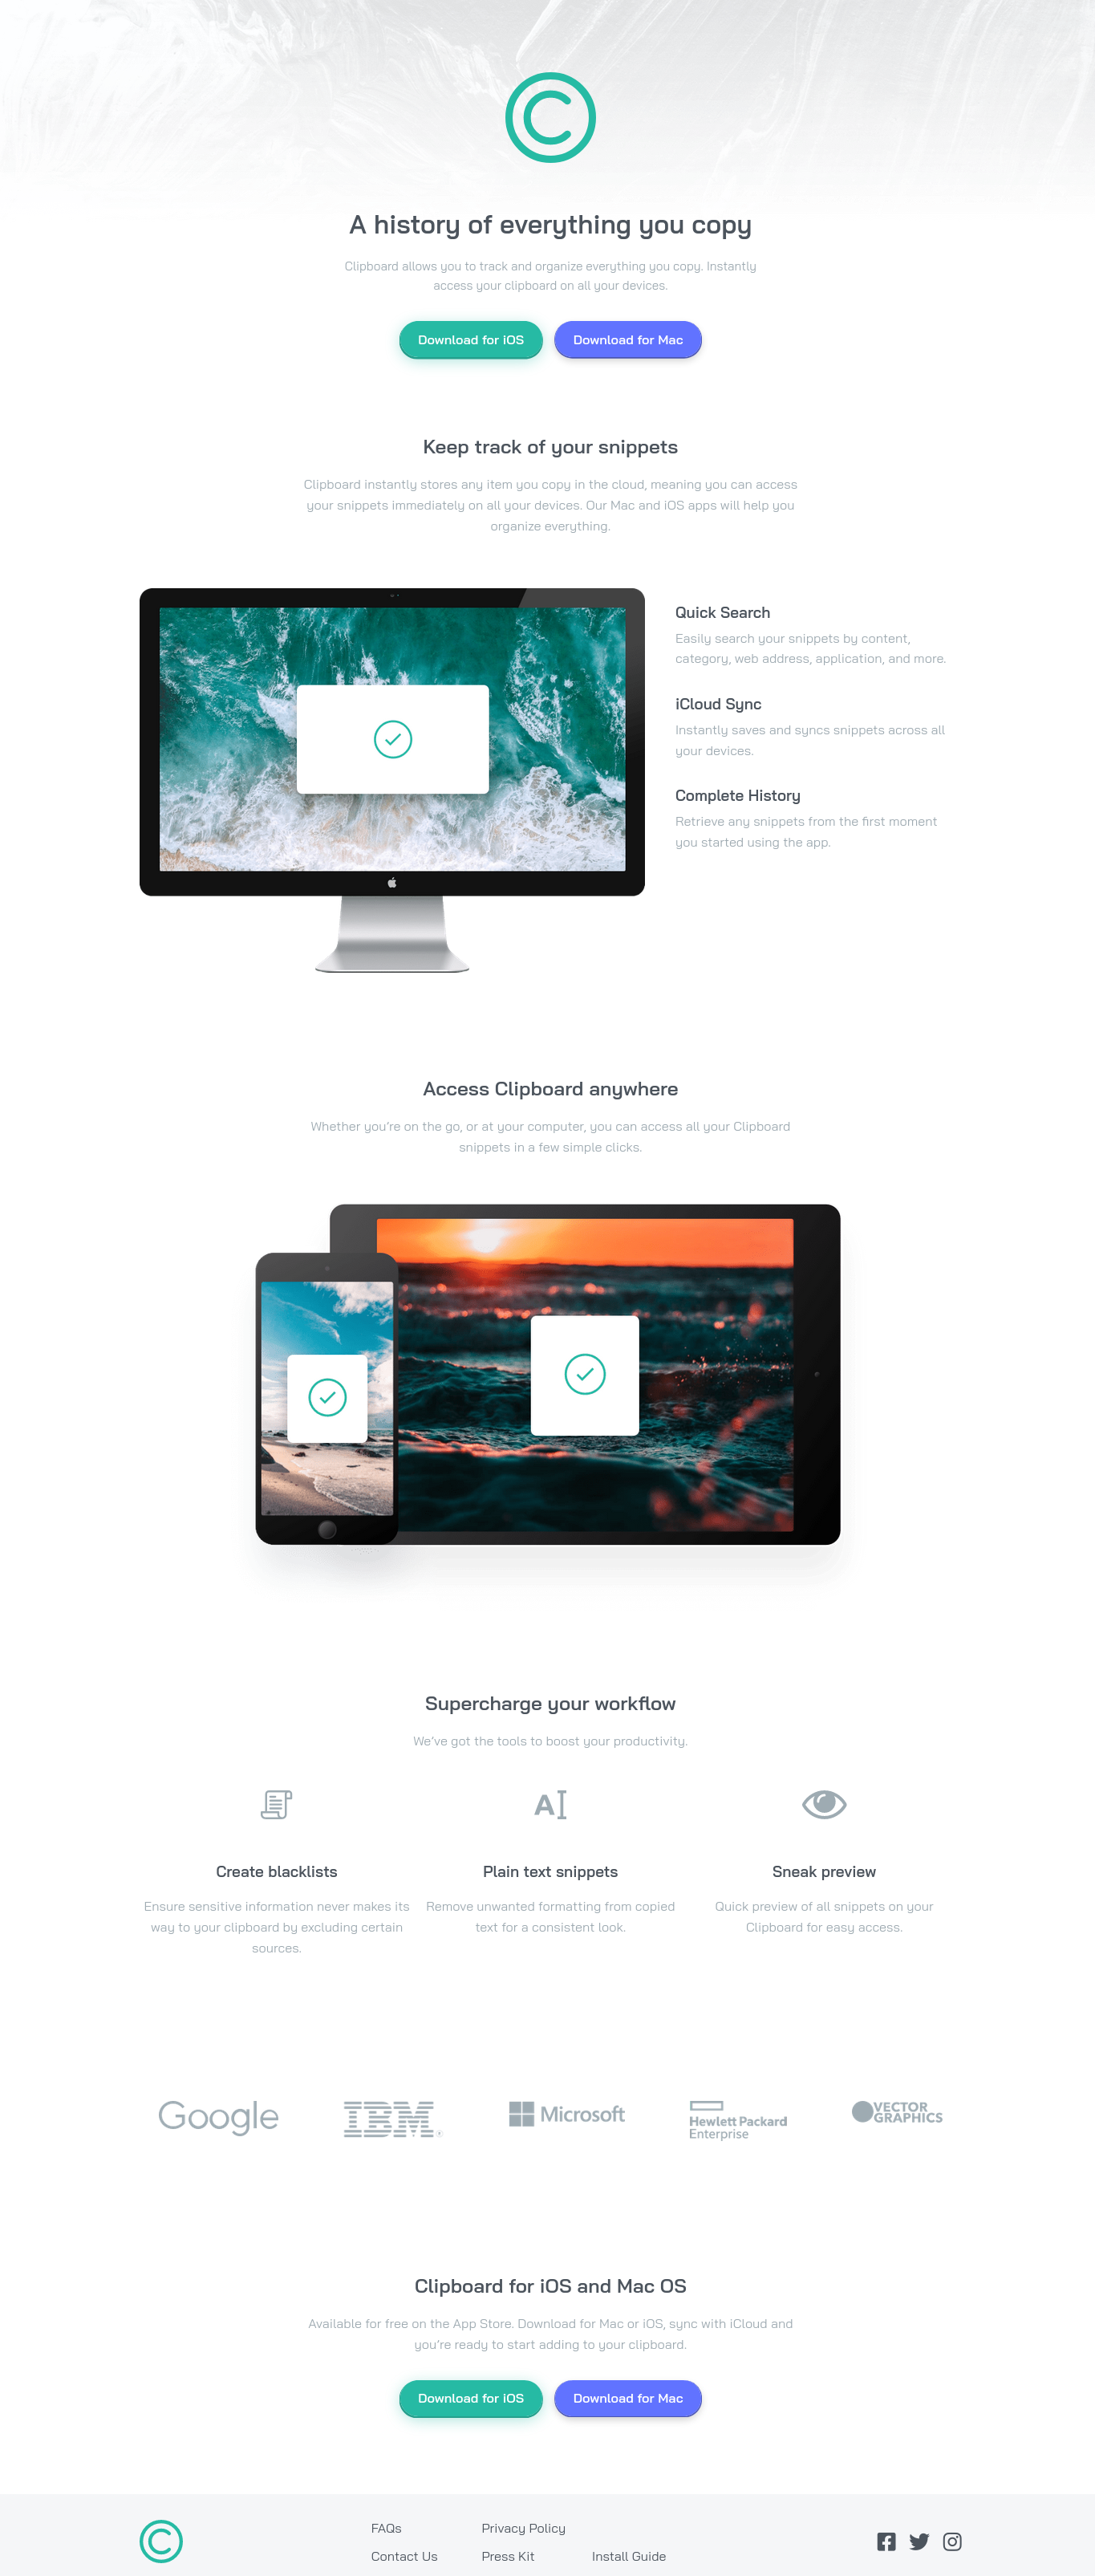 A history of everything you copy
Clipboard allows you to track and organize everything you copy. Instantly
access your clipboard on all your devices.
Download for iOS
Download for Mac
Keep track of your snippets
Clipboard instantly stores any item you copy in the cloud, meaning you can access
your snippets immediately on all your devices. Our Mac and iOS apps will help you
organize everything.
Quick Search
Easily search your snippets by content,
category, web address, application, and more.
iCloud Sync
Instantly saves and syncs snippets across all
your devices.
Complete History
Retrieve any snippets from the first moment
you started using the app.
Access Clipboard anywhere
Whether you’re on the go, or at your computer, you can access all your Clipboard
snippets in a few simple clicks.
Supercharge your workflow
We’ve got the tools to boost your productivity.
A
Create blacklists
Ensure sensitive information never makes its
way to your clipboard by excluding certain
sources.
Plain text snippets
Remove unwanted formatting from copied
text for a consistent look.
Sneak preview
Quick preview of all snippets on your
Clipboard for easy access.
Google
IBM
Microsoft
Hewlett Packard
Enterprise
VECTOR
GRAPHICS
Clipboard for iOS and Mac OS
Available for free on the App Store. Download for Mac or iOS, sync with iCloud and
you’re ready to start adding to your clipboard.
Download for iOS
Download for Mac
FAQs
Contact Us
Privacy Policy
Press Kit
Install Guide